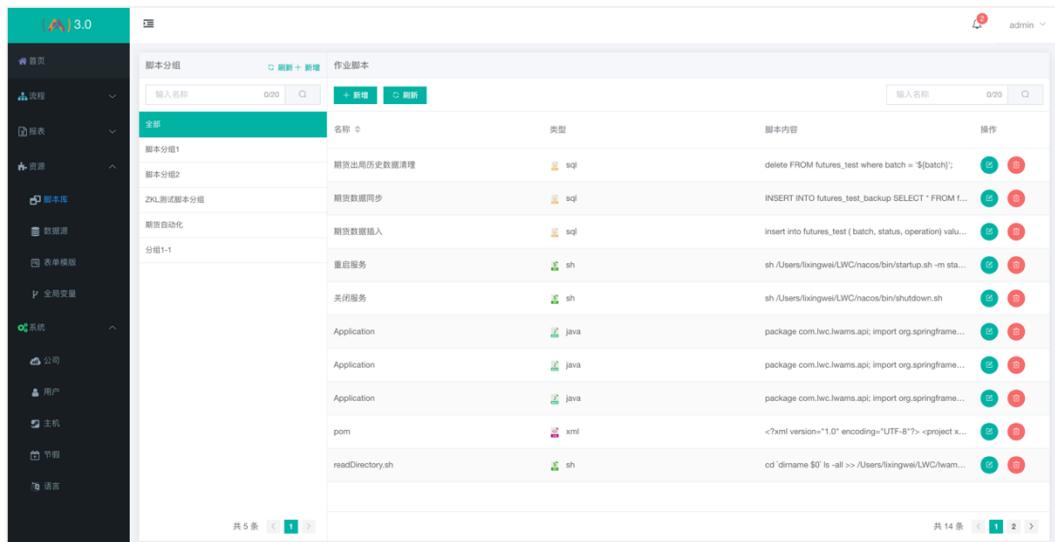 3.0
2
admin
首页
流程
报表
资源
脚本库
数据源
表单模版
全局变量
系统
公司
用户
主机
节假
语言
脚本分组
刷新 + 新增
输入名称 0/20
全部
脚本分组1
脚本分组2
ZKL测试脚本分组
期货自动化
分组1-1
共 5 条 < 1 >
作业脚本
+ 新增 刷新
输入名称 0/20
名称 类型 脚本内容 操作
期货出局历史数据清理 sql delete FROM futures_test where batch = '${batch}';
期货数据同步 sql INSERT INTO futures_test_backup SELECT * FROM f...
期货数据插入 sql insert into futures_test ( batch, status, operation) valu...
重启服务 sh sh /Users/lixingwei/LWC/nacos/bin/startup.sh -m sta...
关闭服务 sh sh /Users/lixingwei/LWC/nacos/bin/shutdown.sh
Application java package com.lwc.lwams.api; import org.springframe...
Application java package com.lwc.lwams.api; import org.springframe...
Application java package com.lwc.lwams.api; import org.springframe...
pom xml <?xml version="1.0" encoding="UTF-8"?> <project x...
readDirectory.sh sh cd `dirname $0` ls -all >> /Users/lixingwei/LWC/lwam...
共 14 条 < 1 2 >